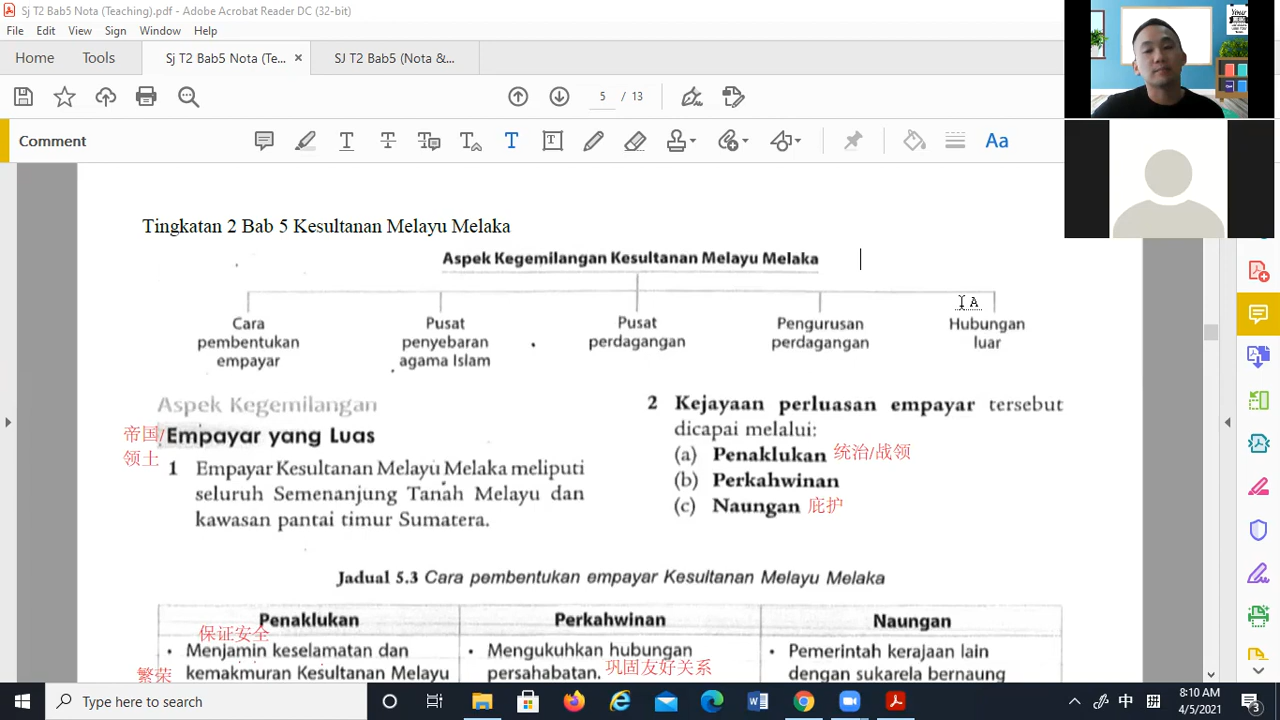 Sj T2 Bab5 Nota (Teaching).pdf - Adobe Acrobat Reader DC (32-bit)
File Edit View Sign Window Help
Home Tools Sj T2 Bab5 Nota (Te... × SJ T2 Bab5 (Nota &...
5 / 13
Comment
Aa
Tingkatan 2 Bab 5 Kesultanan Melayu Melaka
Aspek Kegemilangan Kesultanan Melayu Melaka
A
Cara
pembentukan
empayar
Pusat
penyebaran
agama Islam
Pusat
perdagangan
Pengurusan
perdagangan
Hubungan
luar
Aspek Kegemilangan
帝国/
领土
Empayar yang Luas
1 Empayar Kesultanan Melayu Melaka meliputi
seluruh Semenanjung Tanah Melayu dan
kawasan pantai timur Sumatera.
2 Kejayaan perluasan empayar tersebut
dicapai melalui:
(a) Penaklukan 统治/战领
(b) Perkahwinan
(c) Naungan 庇护
Jadual 5.3 Cara pembentukan empayar Kesultanan Melayu Melaka
Penaklukan
保证安全
• Menjamin keselamatan dan
繁荣 kemakmuran Kesultanan Melayu
Perkahwinan
• Mengukuhkan hubungan
persahabatan. 巩固友好关系
Naungan
• Pemerintah kerajaan lain
dengan sukarela bernaung
Type here to search
中
拼
8:10 AM
4/5/2021
3